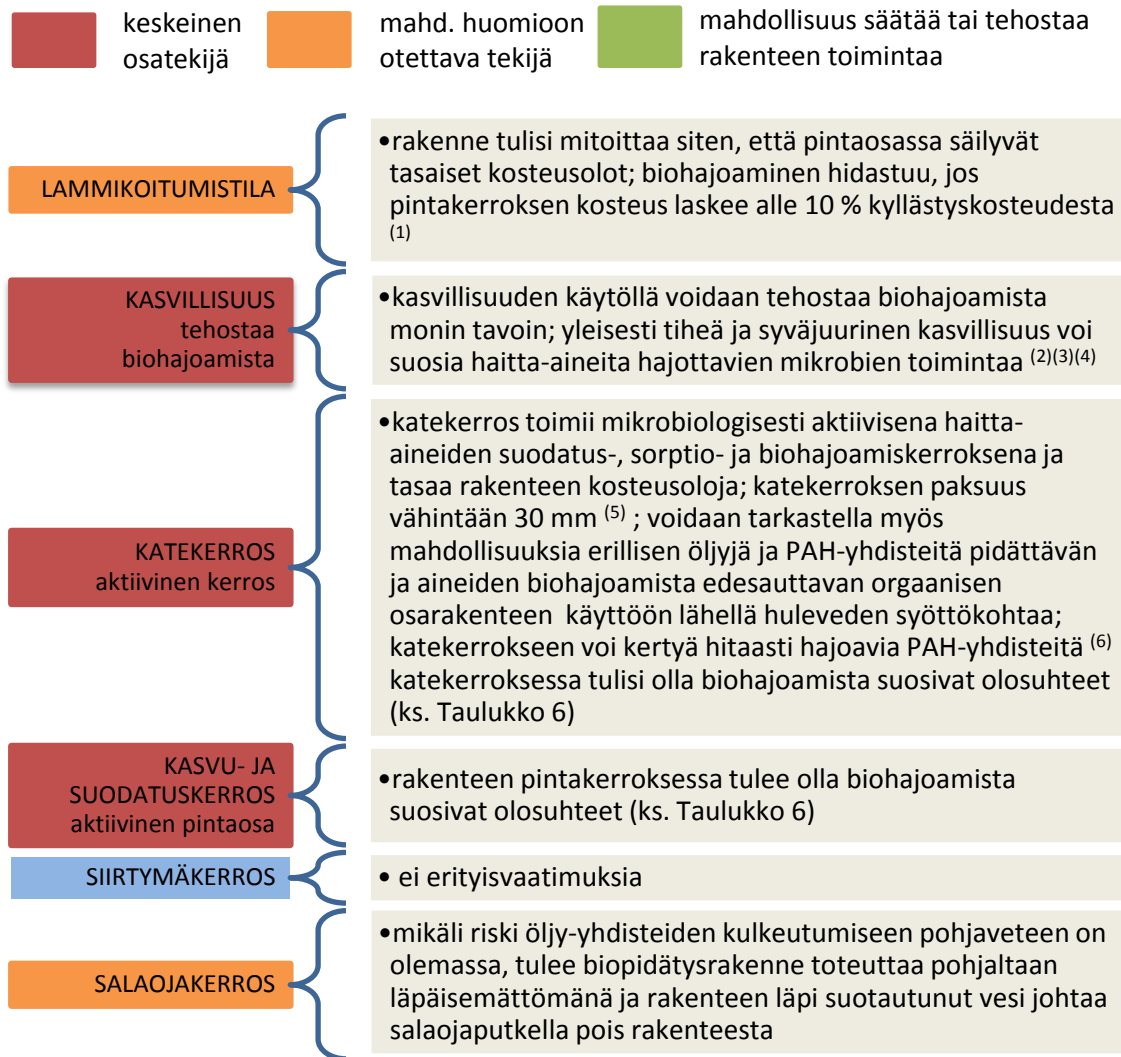 keskeinen
osatekijä
mahd. huomioon
otettava tekijä
mahdollisuus säätää tai tehostaa
rakenteen toimintaa
LAMMIKOITUMISTILA
•rakenne tulisi mitoittaa siten, että pintaosassa säilyvät
tasaiset kosteusolot; biohajoaminen hidastuu, jos
pintakerroksen kosteus laskee alle 10 % kyllästyskosteudesta
(1)
KASVILLISUUS
tehostaa
biohajoamista
•kasvillisuuden käytöllä voidaan tehostaa biohajoamista
monin tavoin; yleisesti tiheä ja syväjuurinen kasvillisuus voi
suosia haitta-aineita hajottavien mikrobien toimintaa (2)(3)(4)
KATEKERROS
aktiivinen kerros
•katekerros toimii mikrobiologisesti aktiivisena haitta-
aineiden suodatus-, sorptio- ja biohajoamiskerroksena ja
tasaa rakenteen kosteusoloja; katekerroksen paksuus
vähintään 30 mm (5) ; voidaan tarkastella myös
mahdollisuuksia erillisen öljyjä ja PAH-yhdisteitä pidättävän
ja aineiden biohajoamista edesauttavan orgaanisen
osarakenteen käyttöön lähellä huleveden syöttökohtaa;
katekerrokseen voi kertyä hitaasti hajoavia PAH-yhdisteitä (6)
katekerroksessa tulisi olla biohajoamista suosivat olosuhteet
(ks. Taulukko 6)
KASVU- JA
SUODATUSKERROS
aktiivinen pintaosa
•rakenteen pintakerroksessa tulee olla biohajoamista
suosivat olosuhteet (ks. Taulukko 6)
SIIRTYMÄKERROS
• ei erityisvaatimuksia
SALAOJAKERROS
•mikäli riski öljy-yhdisteiden kulkeutumiseen pohjaveteen on
olemassa, tulee biopidätysrakenne toteuttaa pohjaltaan
läpäisemättömänä ja rakenteen läpi suotautunut vesi johtaa
salaojaputkella pois rakenteesta